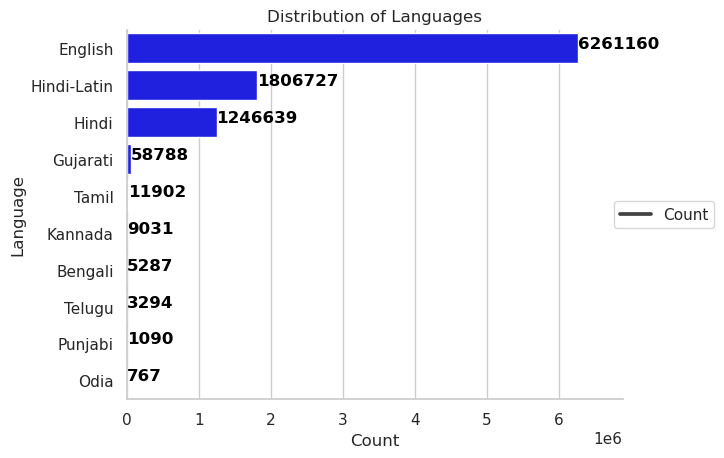 Distribution of Languages
English 6261160
Hindi-Latin 1806727
Hindi 1246639
Gujarati 58788
Tamil 11902
Kannada 9031
Bengali 5287
Telugu 3294
Punjabi 1090
Odia 767
Language
Count
0 1 2 3 4 5 6
1e6
Count